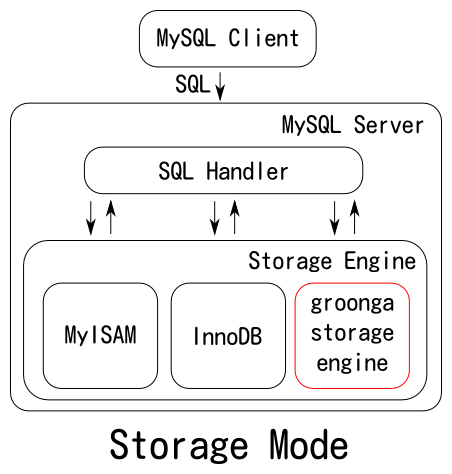 MySQL Client
SQL
MySQL Server
SQL Handler
Storage Engine
MyISAM
InnoDB
groonga
storage
engine
Storage Mode